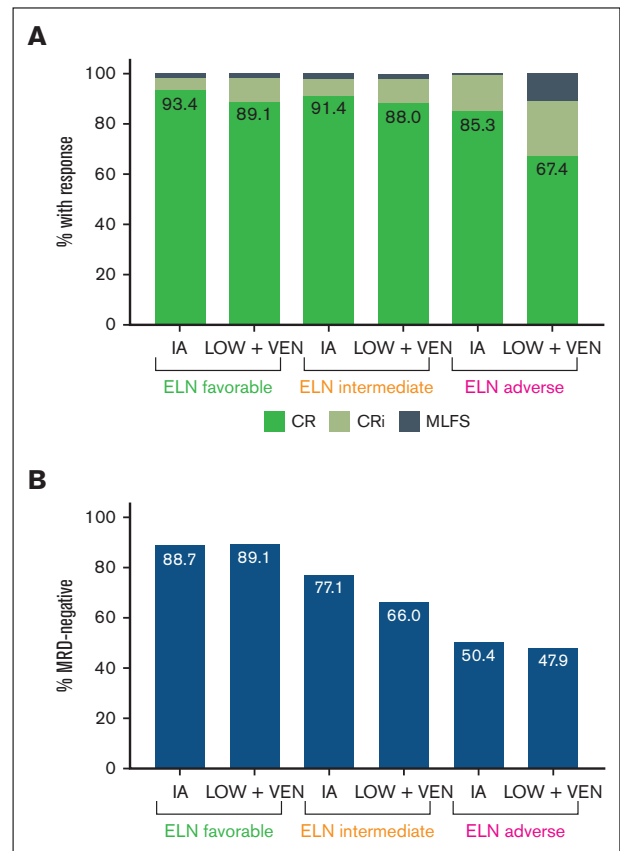 A
% with response
100
80
60
40
20
0
93.4
89.1
91.4
88.0
85.3
67.4
IA LOW + VEN IA LOW + VEN IA LOW + VEN
ELN favorable ELN intermediate ELN adverse
CR CRi MLFS
B
% MRD-negative
100
80
60
40
20
0
88.7
89.1
77.1
66.0
50.4
47.9
IA LOW + VEN IA LOW + VEN IA LOW + VEN
ELN favorable ELN intermediate ELN adverse